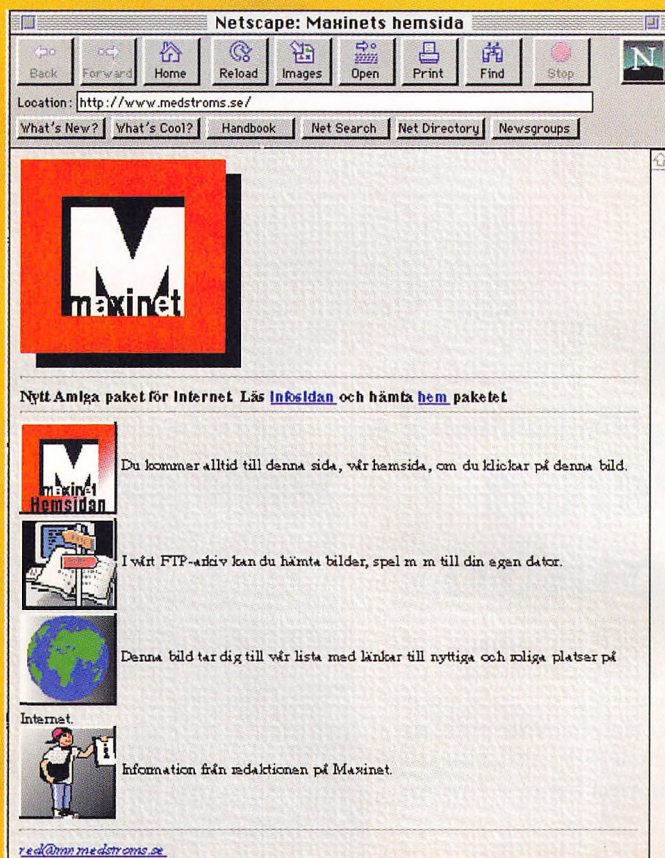 Netscape: Maxinets hemsida
Back Forward Home Reload Images Open Print Find Stop
N
Location: http://www.medstroms.se/
What's New? What's Cool? Handbook Net Search Net Directory Newsgroups
M
maxinet
Nytt Amiga paket för Internet. Läs Infosidan och hämta hem paketet.
M
maxinet
Hemsidan
Du kommer alltid till denna sida, vår hemsida, om du klickar på denna bild.
I vårt FTP-arkiv kan du hämta bilder, spel m m till din egen dator.
Denna bild tar dig till vår lista med länkar till nyttiga och roliga platser på
Internet.
Information från redaktionen på Maxinet.
red@mn.medstroms.se